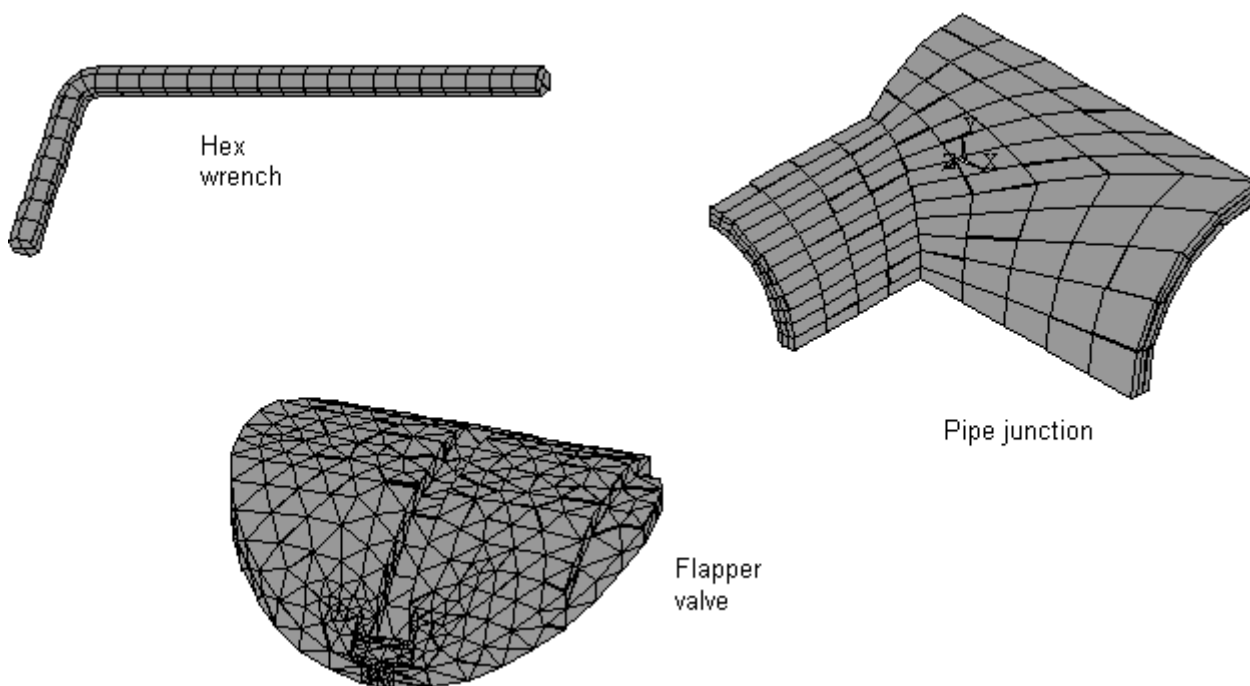 Hex
wrench
Y
Z X
Pipe junction
Flapper
valve